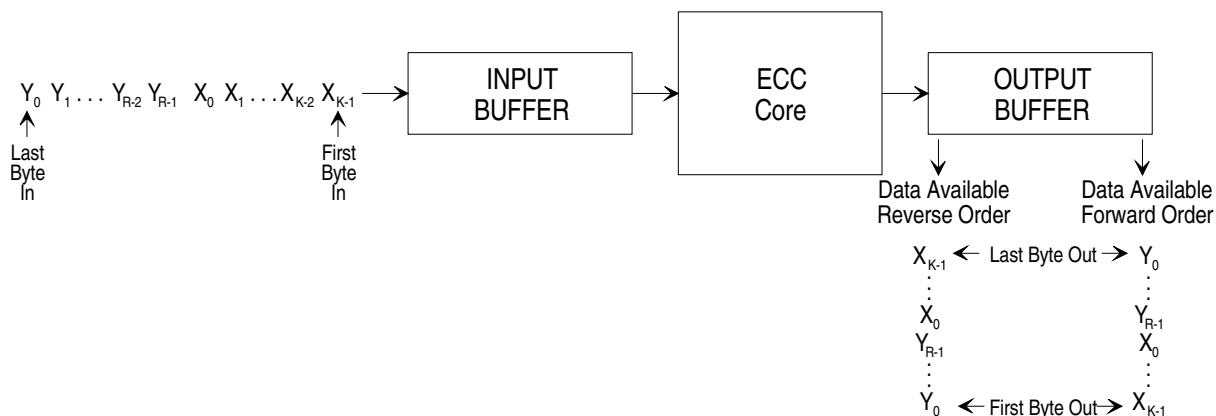 Y0 Y1 ... YR-2 YR-1 X0 X1 ... XK-2 XK-1
Last
Byte
In
First
Byte
In
INPUT
BUFFER
ECC
Core
OUTPUT
BUFFER
Data Available
Reverse Order
Data Available
Forward Order
XK-1 Last Byte Out Y0
X0 YR-1
YR-1 X0
Y0 First Byte Out XK-1